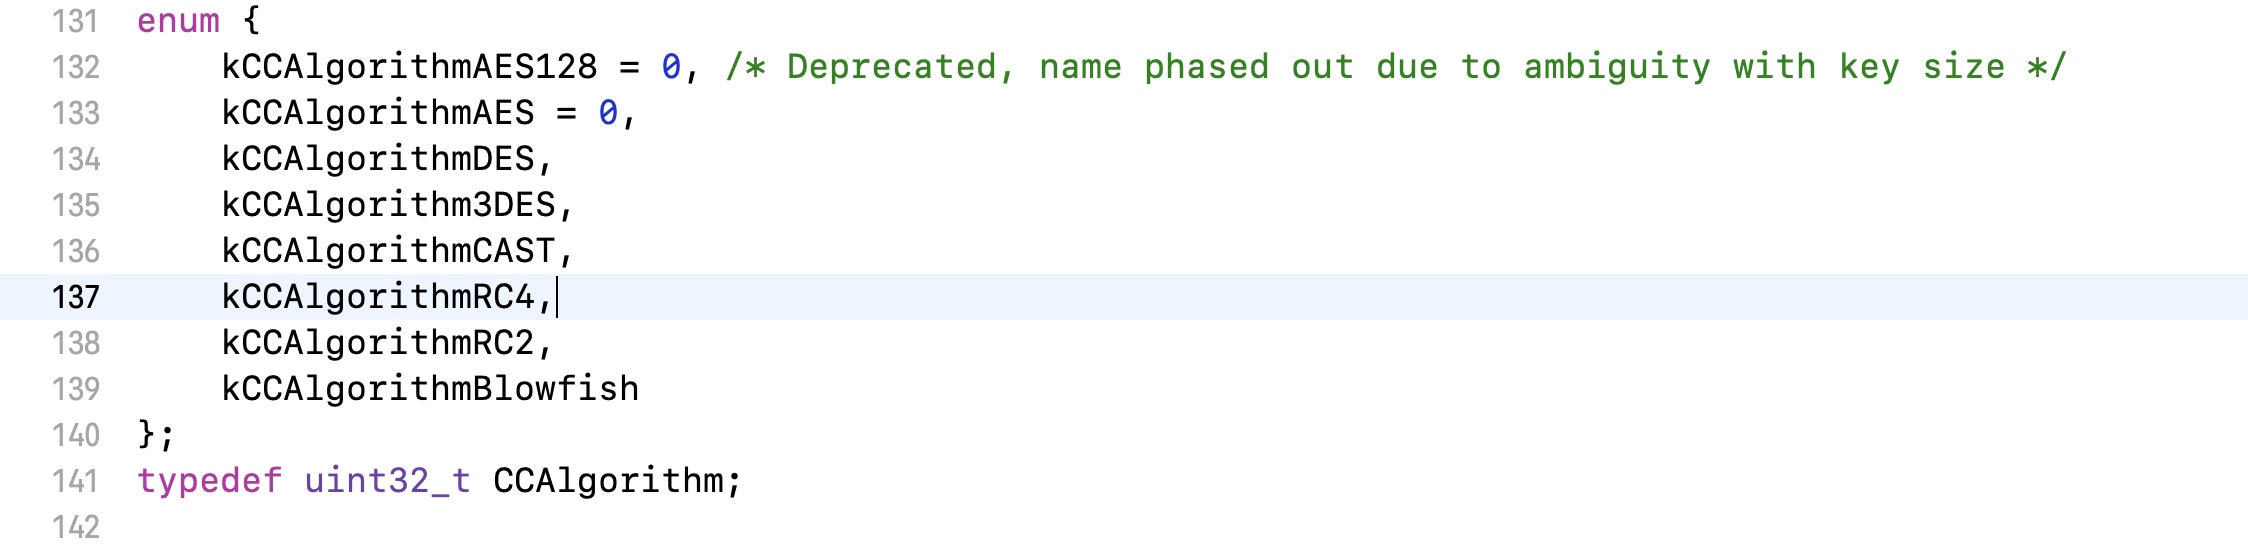 131 enum {
132     kCCAlgorithmAES128 = 0, /* Deprecated, name phased out due to ambiguity with key size */
133     kCCAlgorithmAES = 0,
134     kCCAlgorithmDES,
135     kCCAlgorithm3DES,
136     kCCAlgorithmCAST,
137     kCCAlgorithmRC4,
138     kCCAlgorithmRC2,
139     kCCAlgorithmBlowfish
140 };
141 typedef uint32_t CCAlgorithm;
142